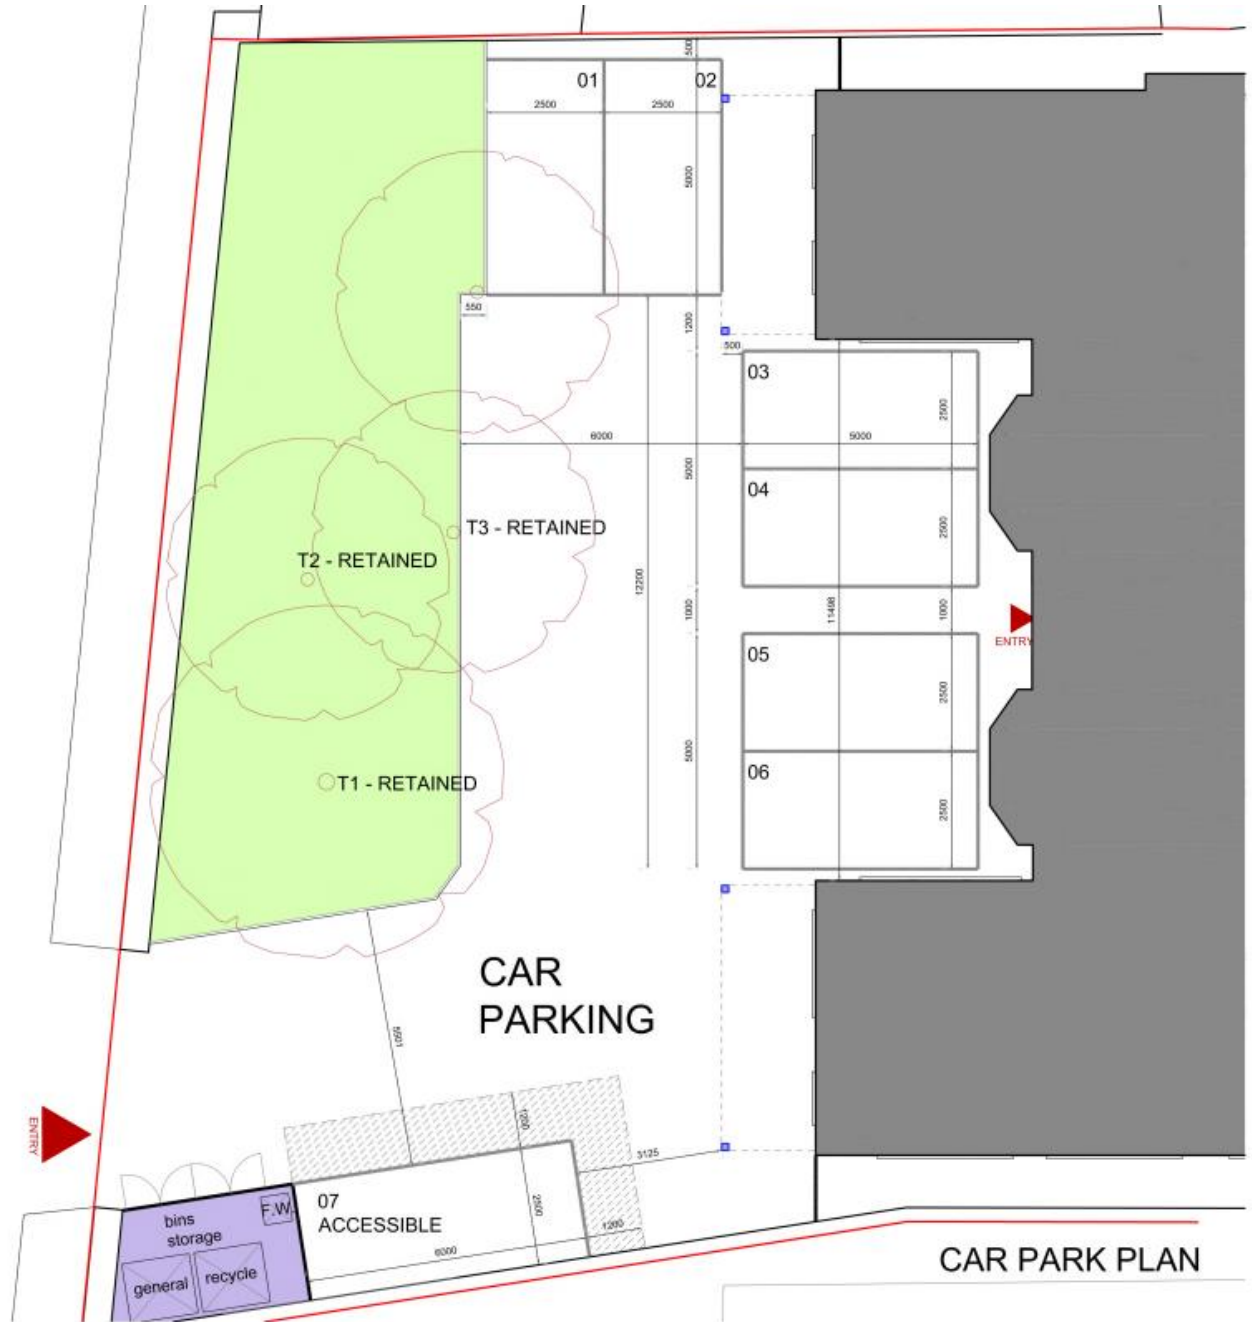 500
01
02
2500
2500
5000
550
1200
500
03
2500
6000
5000
5000
04
T3 - RETAINED
2500
T2 - RETAINED
12200
1000
11498
1000
ENTRY
05
2500
5000
06
T1 - RETAINED
2500
CAR
PARKING
5501
ENTRY
1200
3125
07
ACCESSIBLE
2500
F.W.
bins
storage
1200
6000
general
recycle
CAR PARK PLAN